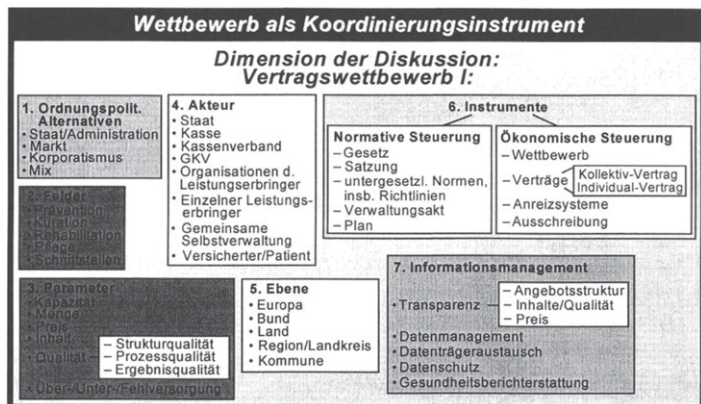 Wettbewerb als Koordinierungsinstrument
Dimension der Diskussion:
Vertragswettbewerb I:
1. Ordnungspolit.
Alternativen
• Staat/Administration
• Markt
• Korporatismus
• Mix
2. Felder
• Prävention
• Kuration
• Rehabilitation
• Pflege
• Schnittstellen
3. Parameter
• Kapazität
• Menge
• Preis
• Inhalt
• Qualität
– Strukturqualität
– Prozessqualität
– Ergebnisqualität
• Über-/Unter-/Fehlversorgung
4. Akteur
• Staat
• Kasse
• Kassenverband
• GKV
• Organisationen d.
Leistungserbringer
• Einzelner Leistungs-
erbringer
• Gemeinsame
Selbstverwaltung
• Versicherter/Patient
5. Ebene
• Europa
• Bund
• Land
• Region/Landkreis
• Kommune
6. Instrumente
Normative Steuerung
– Gesetz
– Satzung
– untergesetzl. Normen,
insb. Richtlinien
– Verwaltungsakt
– Plan
Ökonomische Steuerung
– Wettbewerb
– Verträge
Kollektiv-Vertrag
Individual-Vertrag
– Anreizsysteme
– Ausschreibung
7. Informationsmanagement
• Transparenz
– Angebotsstruktur
– Inhalte/Qualität
– Preis
• Datenmanagement
• Datenträgeraustausch
• Datenschutz
• Gesundheitsberichterstattung